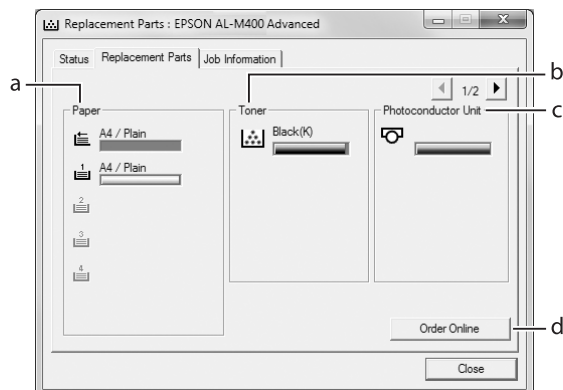 Replacement Parts : EPSON AL-M400 Advanced
Status Replacement Parts Job Information
a
b
1/2
Paper
Toner
Photoconductor Unit
c
A4 / Plain
Black(K)
1
A4 / Plain
2
3
4
Order Online
d
Close